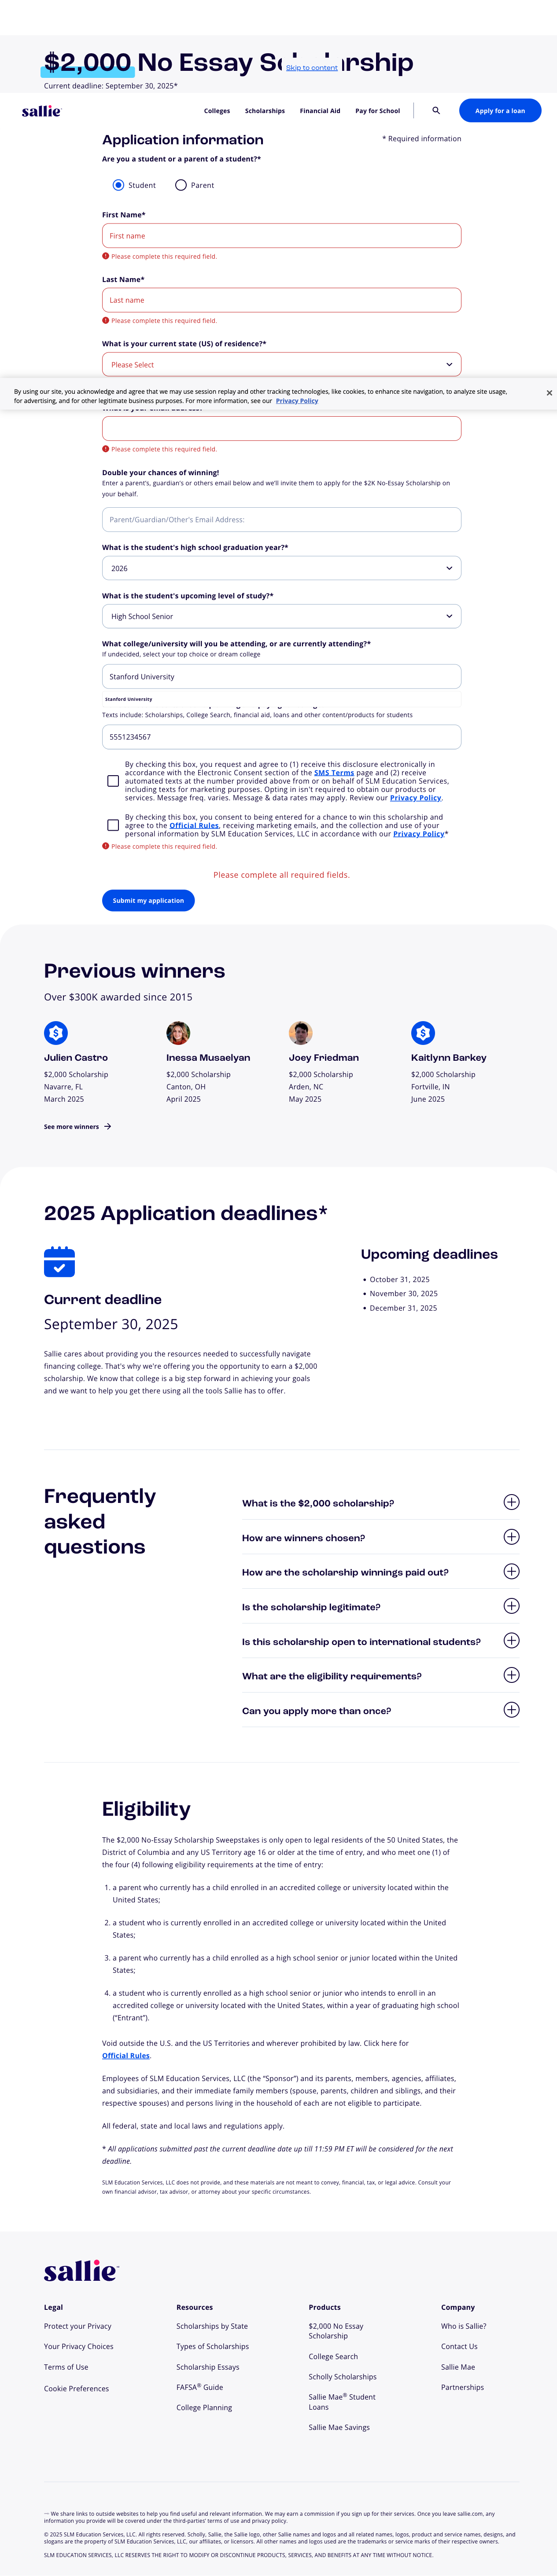 $2,000 No Essay Sc rship
Skip to content
Current deadline: September 30, 2025*
sallie
Colleges Scholarships Financial Aid Pay for School Apply for a loan
Application information
* Required information
Are you a student or a parent of a student?*
Student Parent
First Name*
First name
Please complete this required field.
Last Name*
Last name
Please complete this required field.
What is your current state (US) of residence?*
Please Select
By using our site, you acknowledge and agree that we may use session replay and other tracking technologies, like cookies, to enhance site navigation, to analyze site usage,
for advertising, and for other legitimate business purposes. For more information, see our Privacy Policy
Please complete this required field.
Double your chances of winning!
Enter a parent's, guardian's or others email below and we'll invite them to apply for the $2K No-Essay Scholarship on
your behalf.
Parent/Guardian/Other's Email Address:
What is the student's high school graduation year?*
2026
What is the student's upcoming level of study?*
High School Senior
What college/university will you be attending, or are currently attending?*
If undecided, select your top choice or dream college
Stanford University
Stanford University
Texts include: Scholarships, College Search, financial aid, loans and other content/products for students
5551234567
By checking this box, you request and agree to (1) receive this disclosure electronically in
accordance with the Electronic Consent section of the SMS Terms page and (2) receive
automated texts at the number provided above from or on behalf of SLM Education Services,
including texts for marketing purposes. Opting in isn't required to obtain our products or
services. Message freq. varies. Message & data rates may apply. Review our Privacy Policy.
By checking this box, you consent to being entered for a chance to win this scholarship and
agree to the Official Rules, receiving marketing emails, and the collection and use of your
personal information by SLM Education Services, LLC in accordance with our Privacy Policy*
Please complete this required field.
Please complete all required fields.
Submit my application
Previous winners
Over $300K awarded since 2015
Julien Castro
$2,000 Scholarship
Navarre, FL
March 2025
Inessa Musaelyan
$2,000 Scholarship
Canton, OH
April 2025
Joey Friedman
$2,000 Scholarship
Arden, NC
May 2025
Kaitlynn Barkey
$2,000 Scholarship
Fortville, IN
June 2025
See more winners
2025 Application deadlines*
Current deadline
September 30, 2025
Sallie cares about providing you the resources needed to successfully navigate
financing college. That's why we're offering you the opportunity to earn a $2,000
scholarship. We know that college is a big step forward in achieving your goals
and we want to help you get there using all the tools Sallie has to offer.
Upcoming deadlines
• October 31, 2025
• November 30, 2025
• December 31, 2025
Frequently
asked
questions
What is the $2,000 scholarship?
How are winners chosen?
How are the scholarship winnings paid out?
Is the scholarship legitimate?
Is this scholarship open to international students?
What are the eligibility requirements?
Can you apply more than once?
Eligibility
The $2,000 No-Essay Scholarship Sweepstakes is only open to legal residents of the 50 United States, the
District of Columbia and any US Territory age 16 or older at the time of entry, and who meet one (1) of
the four (4) following eligibility requirements at the time of entry:
1. a parent who currently has a child enrolled in an accredited college or university located within the
United States;
2. a student who is currently enrolled in an accredited college or university located within the United
States;
3. a parent who currently has a child enrolled as a high school senior or junior located within the United
States;
4. a student who is currently enrolled as a high school senior or junior who intends to enroll in an
accredited college or university located with the United States, within a year of graduating high school
("Entrant").
Void outside the U.S. and the US Territories and wherever prohibited by law. Click here for
Official Rules.
Employees of SLM Education Services, LLC (the “Sponsor”) and its parents, members, agencies, affiliates,
and subsidiaries, and their immediate family members (spouse, parents, children and siblings, and their
respective spouses) and persons living in the household of each are not eligible to participate.
All federal, state and local laws and regulations apply.
* All applications submitted past the current deadline date up till 11:59 PM ET will be considered for the next
deadline.
SLM Education Services, LLC does not provide, and these materials are not meant to convey, financial, tax, or legal advice. Consult your
own financial advisor, tax advisor, or attorney about your specific circumstances.
sallie™
Legal
Protect your Privacy
Your Privacy Choices
Terms of Use
Cookie Preferences
Resources
Scholarships by State
Types of Scholarships
Scholarship Essays
FAFSA® Guide
College Planning
Products
$2,000 No Essay
Scholarship
College Search
Scholly Scholarships
Sallie Mae® Student
Loans
Sallie Mae Savings
Company
Who is Sallie?
Contact Us
Sallie Mae
Partnerships
— We share links to outside websites to help you find useful and relevant information. We may earn a commission if you sign up for their services. Once you leave sallie.com, any
information you provide will be covered under the third-parties' terms of use and privacy policy.
© 2025 SLM Education Services, LLC. All rights reserved. Scholly, Sallie, the Sallie logo, other Sallie names and logos and all related names, logos, product and service names, designs, and
slogans are the property of SLM Education Services, LLC, our affiliates, or licensors. All other names and logos used are the trademarks or service marks of their respective owners.
SLM EDUCATION SERVICES, LLC RESERVES THE RIGHT TO MODIFY OR DISCONTINUE PRODUCTS, SERVICES, AND BENEFITS AT ANY TIME WITHOUT NOTICE.